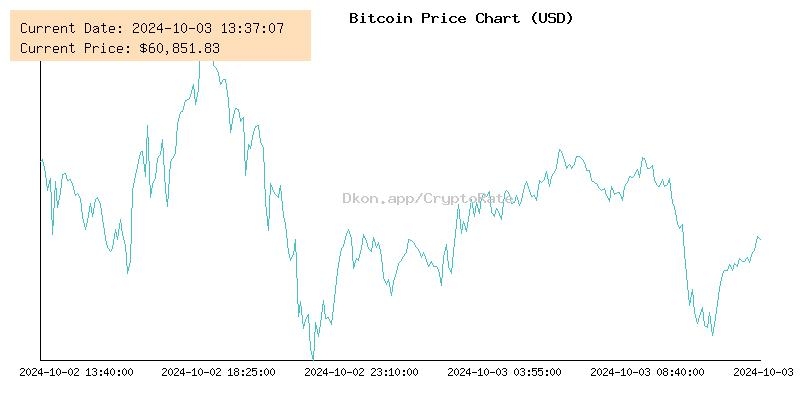 Bitcoin Price Chart (USD)
Current Date: 2024-10-03 13:37:07
Current Price: $60,851.83
Dkon.app/CryptoRate
2024-10-02 13:40:00 2024-10-02 18:25:00 2024-10-02 23:10:00 2024-10-03 03:55:00 2024-10-03 08:40:00 2024-10-03